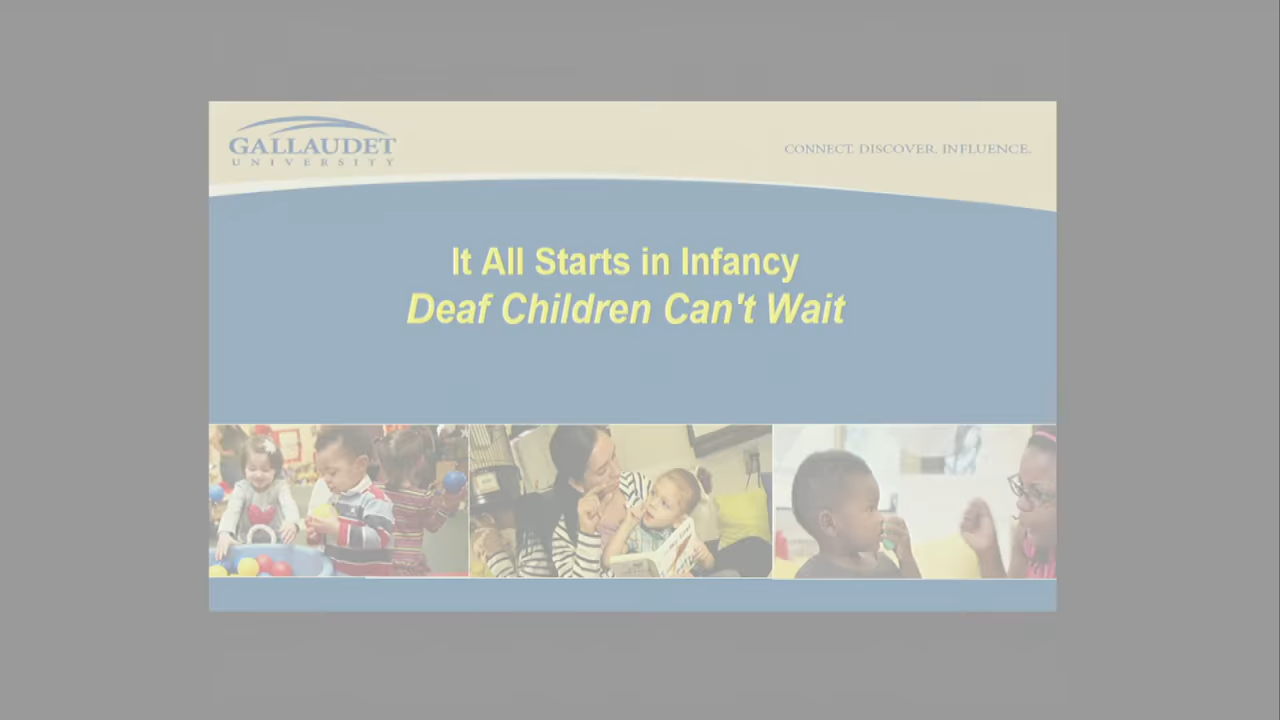 GALLAUDET
UNIVERSITY
CONNECT. DISCOVER. INFLUENCE.
It All Starts in Infancy
Deaf Children Can't Wait